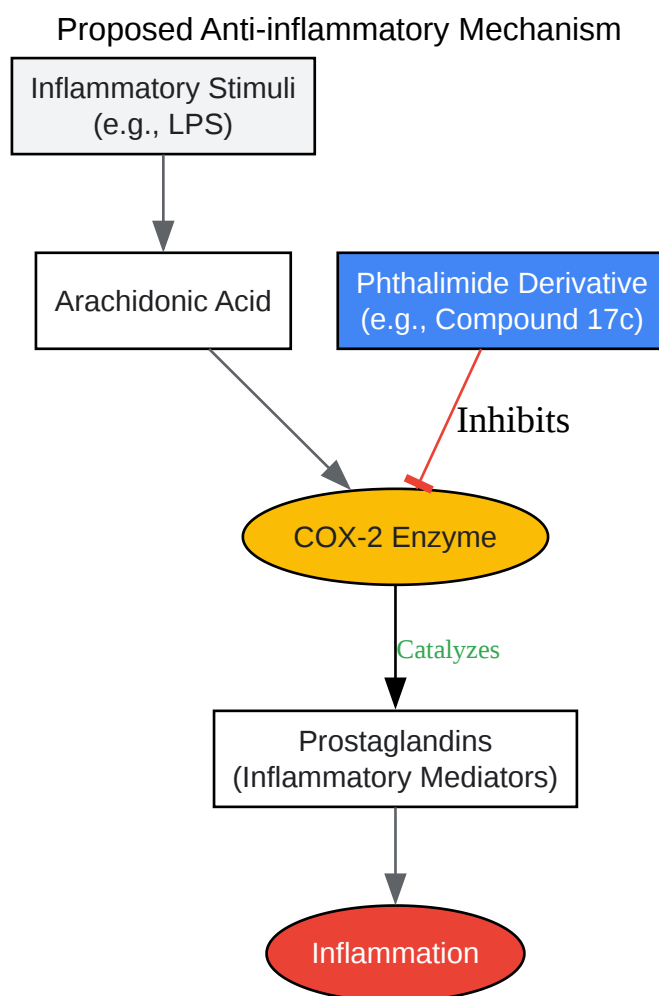 Proposed Anti-inflammatory Mechanism
Inflammatory Stimuli
(e.g., LPS)
Arachidonic Acid
Phthalimide Derivative
(e.g., Compound 17c)
Inhibits
COX-2 Enzyme
Catalyzes
Prostaglandins
(Inflammatory Mediators)
Inflammation